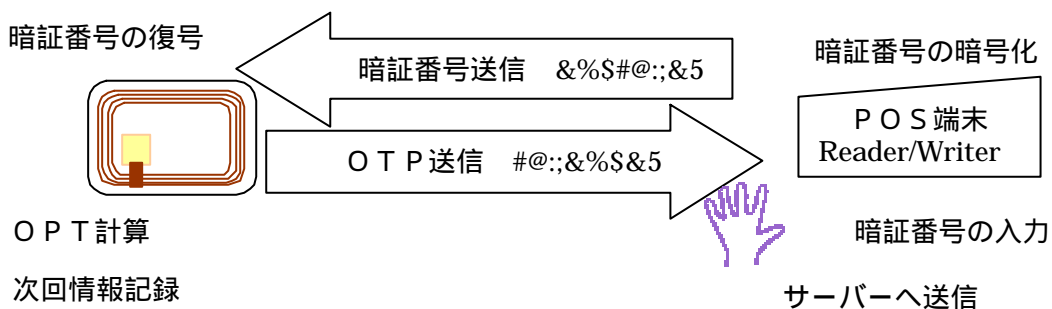 暗証番号の復号
暗証番号送信 &%$#@:;&5
暗証番号の暗号化
ＰＯＳ端末
Reader/Writer
ＯＴＰ送信 #@:;&%$&5
ＯＰＴ計算
暗証番号の入力
次回情報記録
サーバーへ送信